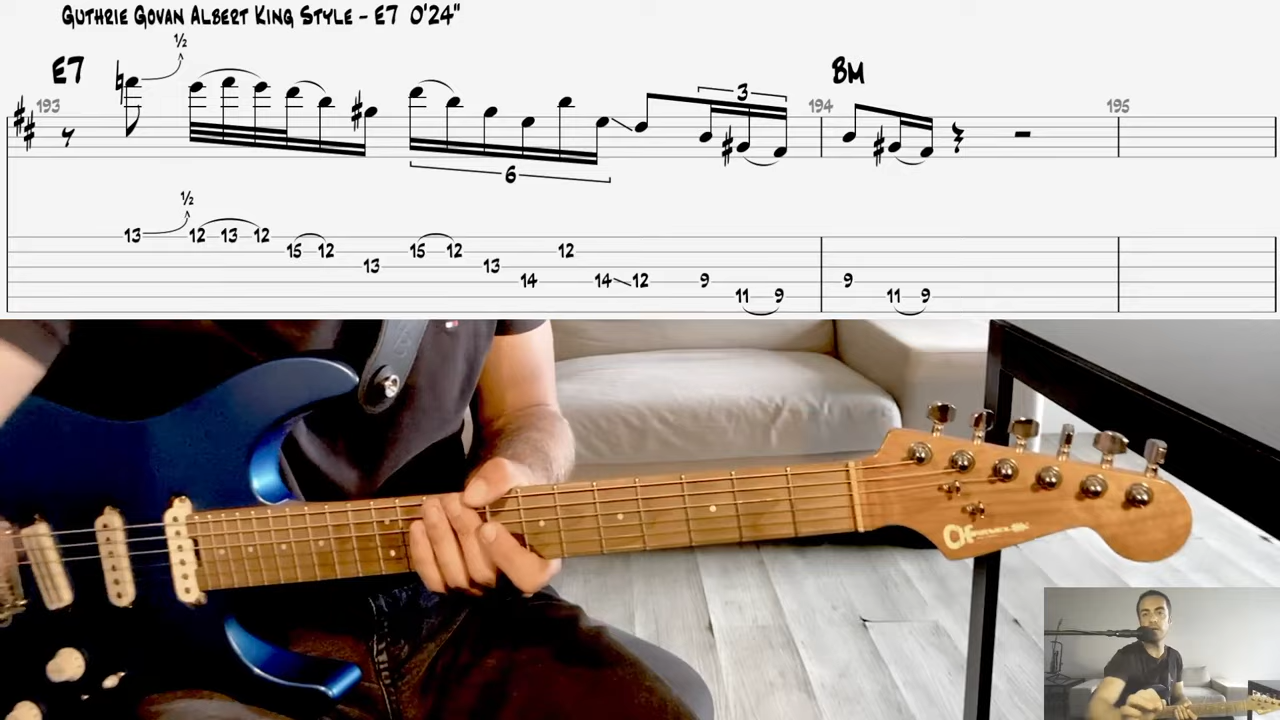 Guthrie Govan Albert King Style - E7 0'24"
½
E7
193
3
194
Bm
195
6
½
13 12 13 12 15 12 13 15 12 13 14 12 14 12 9 11 9 9 11 9